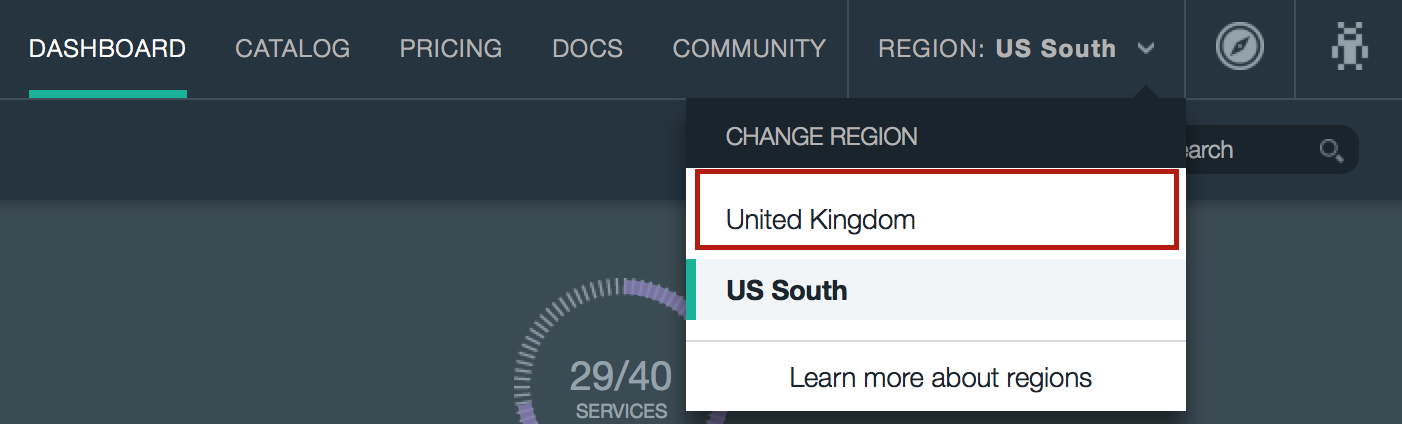 DASHBOARD CATALOG PRICING DOCS COMMUNITY REGION: US South
CHANGE REGION
earch
United Kingdom
US South
29/40
SERVICES
Learn more about regions